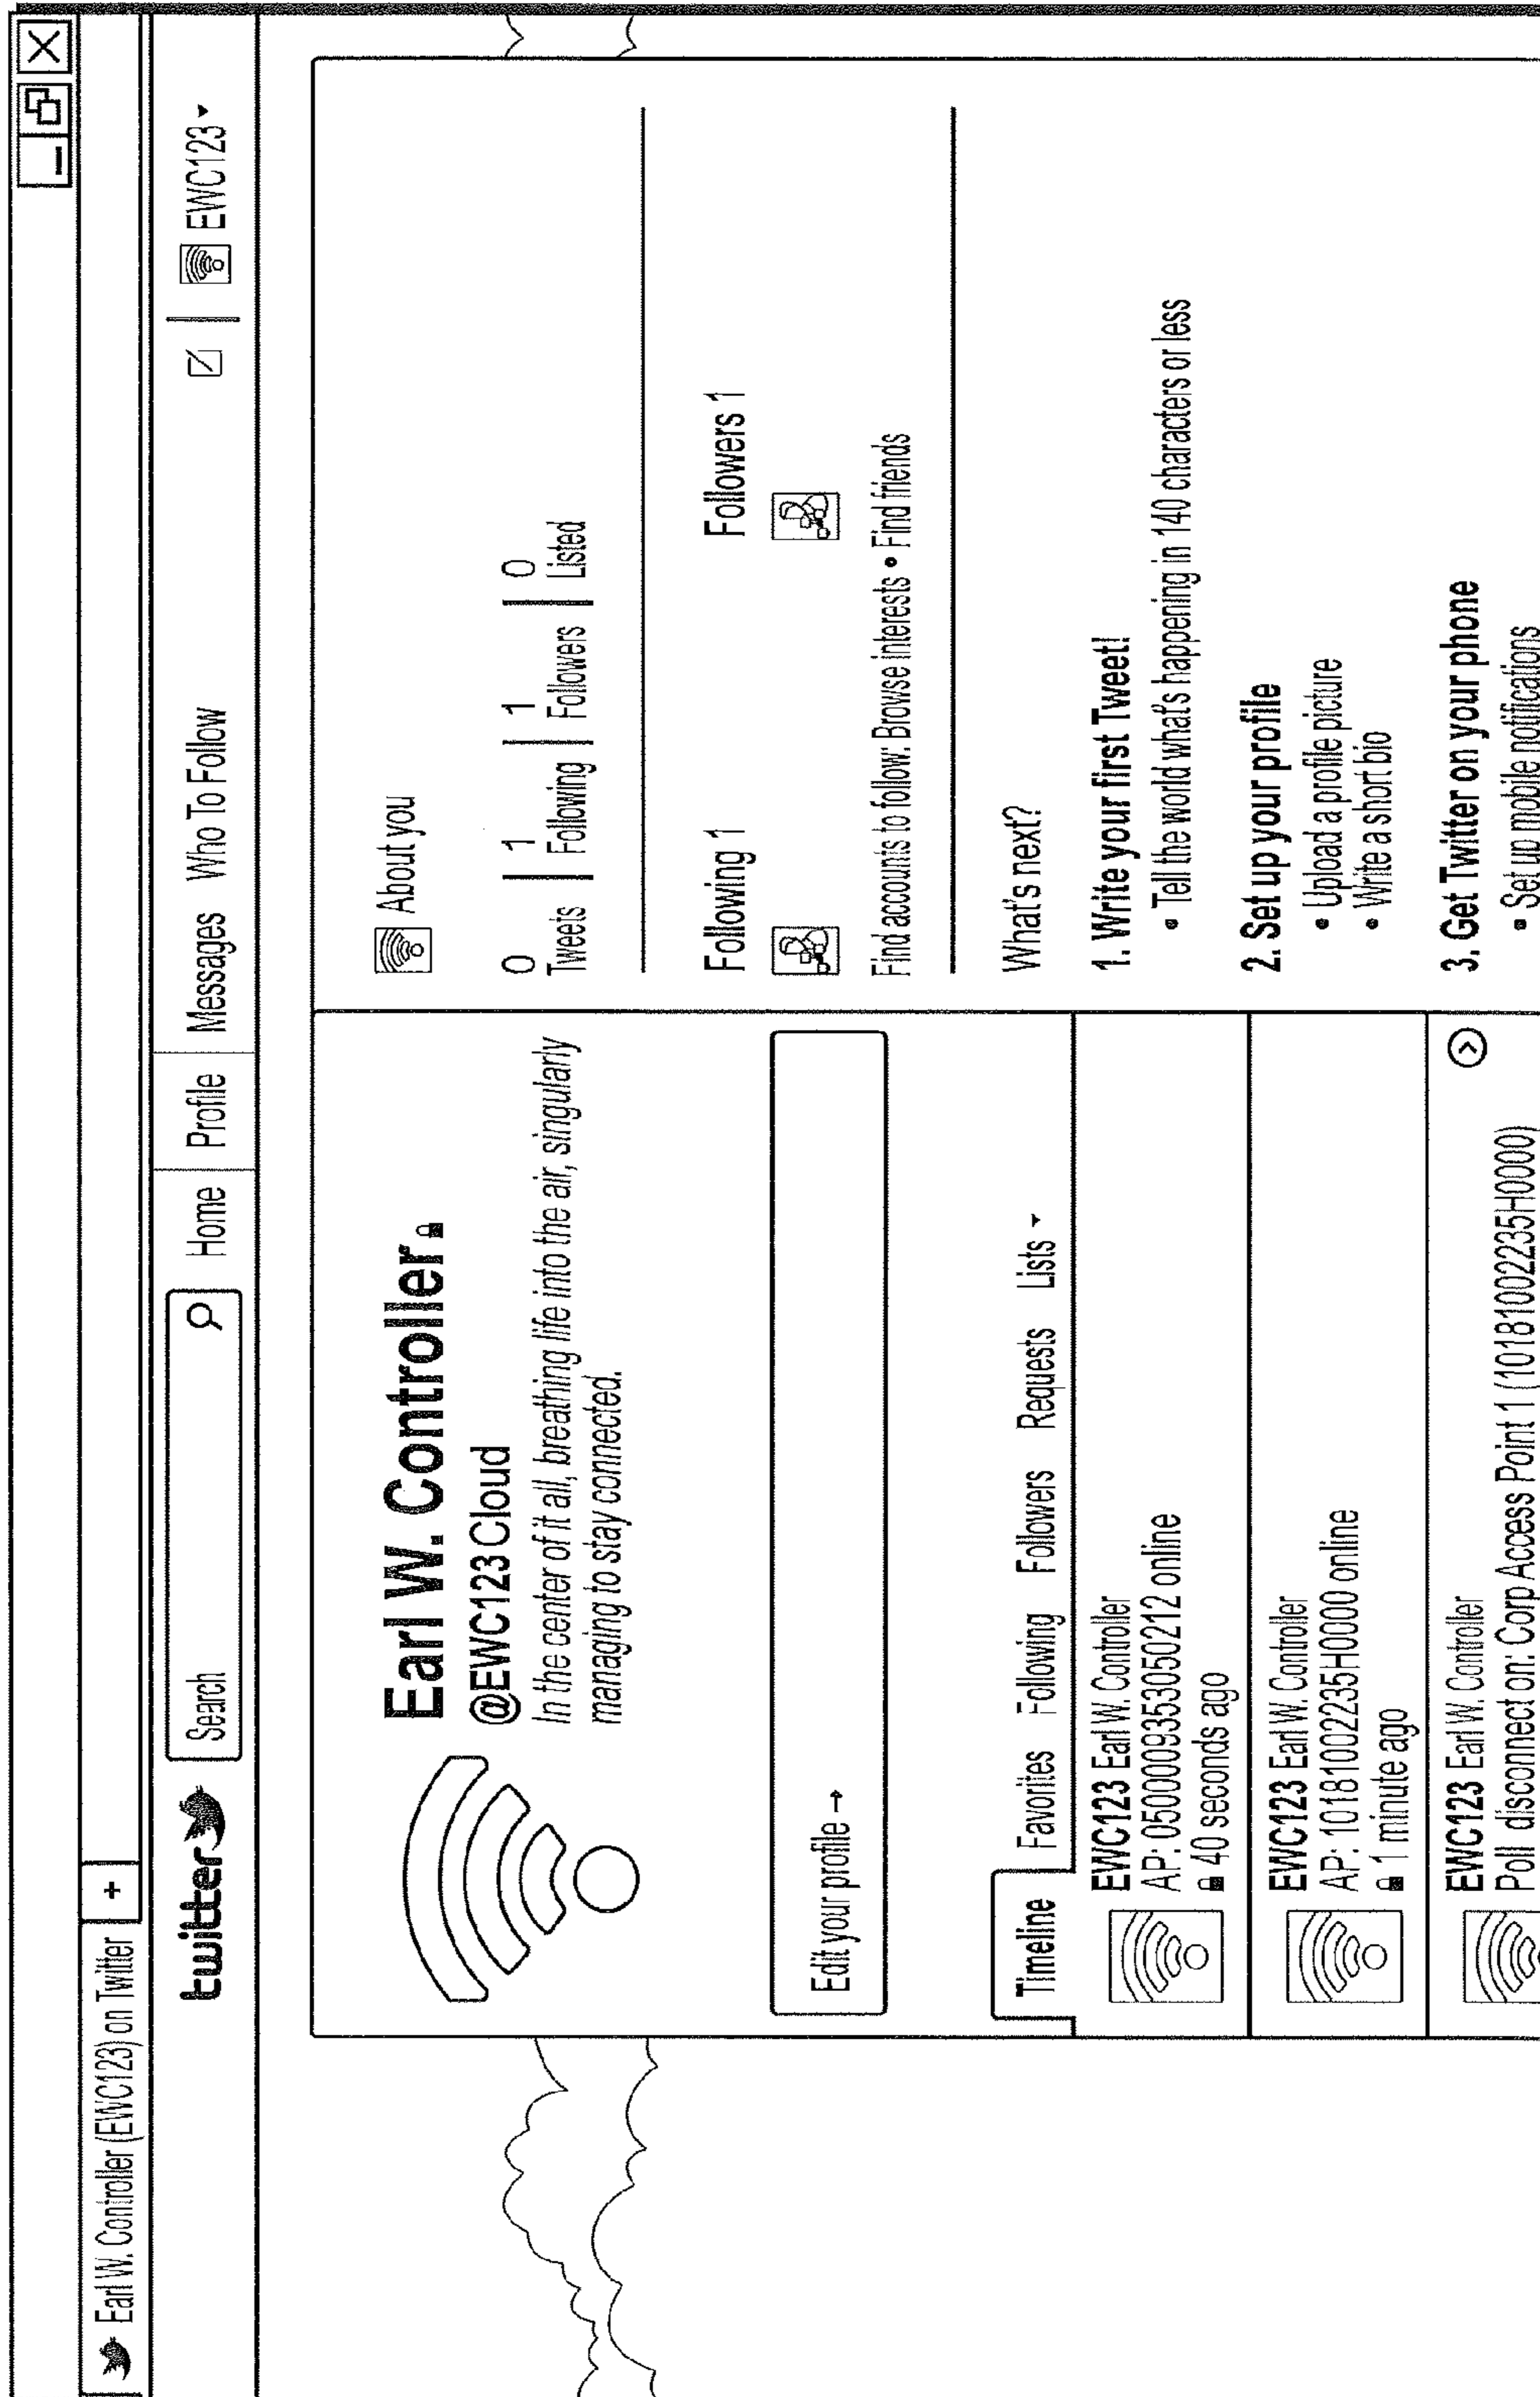 Earl W. Controller (EWC123) on Twitter +
twitter Search Home Profile Messages Who To Follow EWC123
Earl W. Controller
@EWC123 Cloud
In the center of it all, breathing life into the air, singularly
managing to stay connected.
Edit your profile →
Timeline Favorites Following Followers Requests Lists
EWC123 Earl W. Controller
AP: 0500009353050212 online
40 seconds ago
EWC123 Earl W. Controller
AP: 10181002235H0000 online
1 minute ago
EWC123 Earl W. Controller
Poll disconnect on: Corp Access Point 1 (10181002235H0000)
About you
0 1 1 0
Tweets Following Followers Listed
Following 1 Followers 1
Find accounts to follow: Browse interests • Find friends
What's next?
1. Write your first Tweet!
• Tell the world what's happening in 140 characters or less
2. Set up your profile
• Upload a profile picture
• Write a short bio
3. Get Twitter on your phone
• Set up mobile notifications